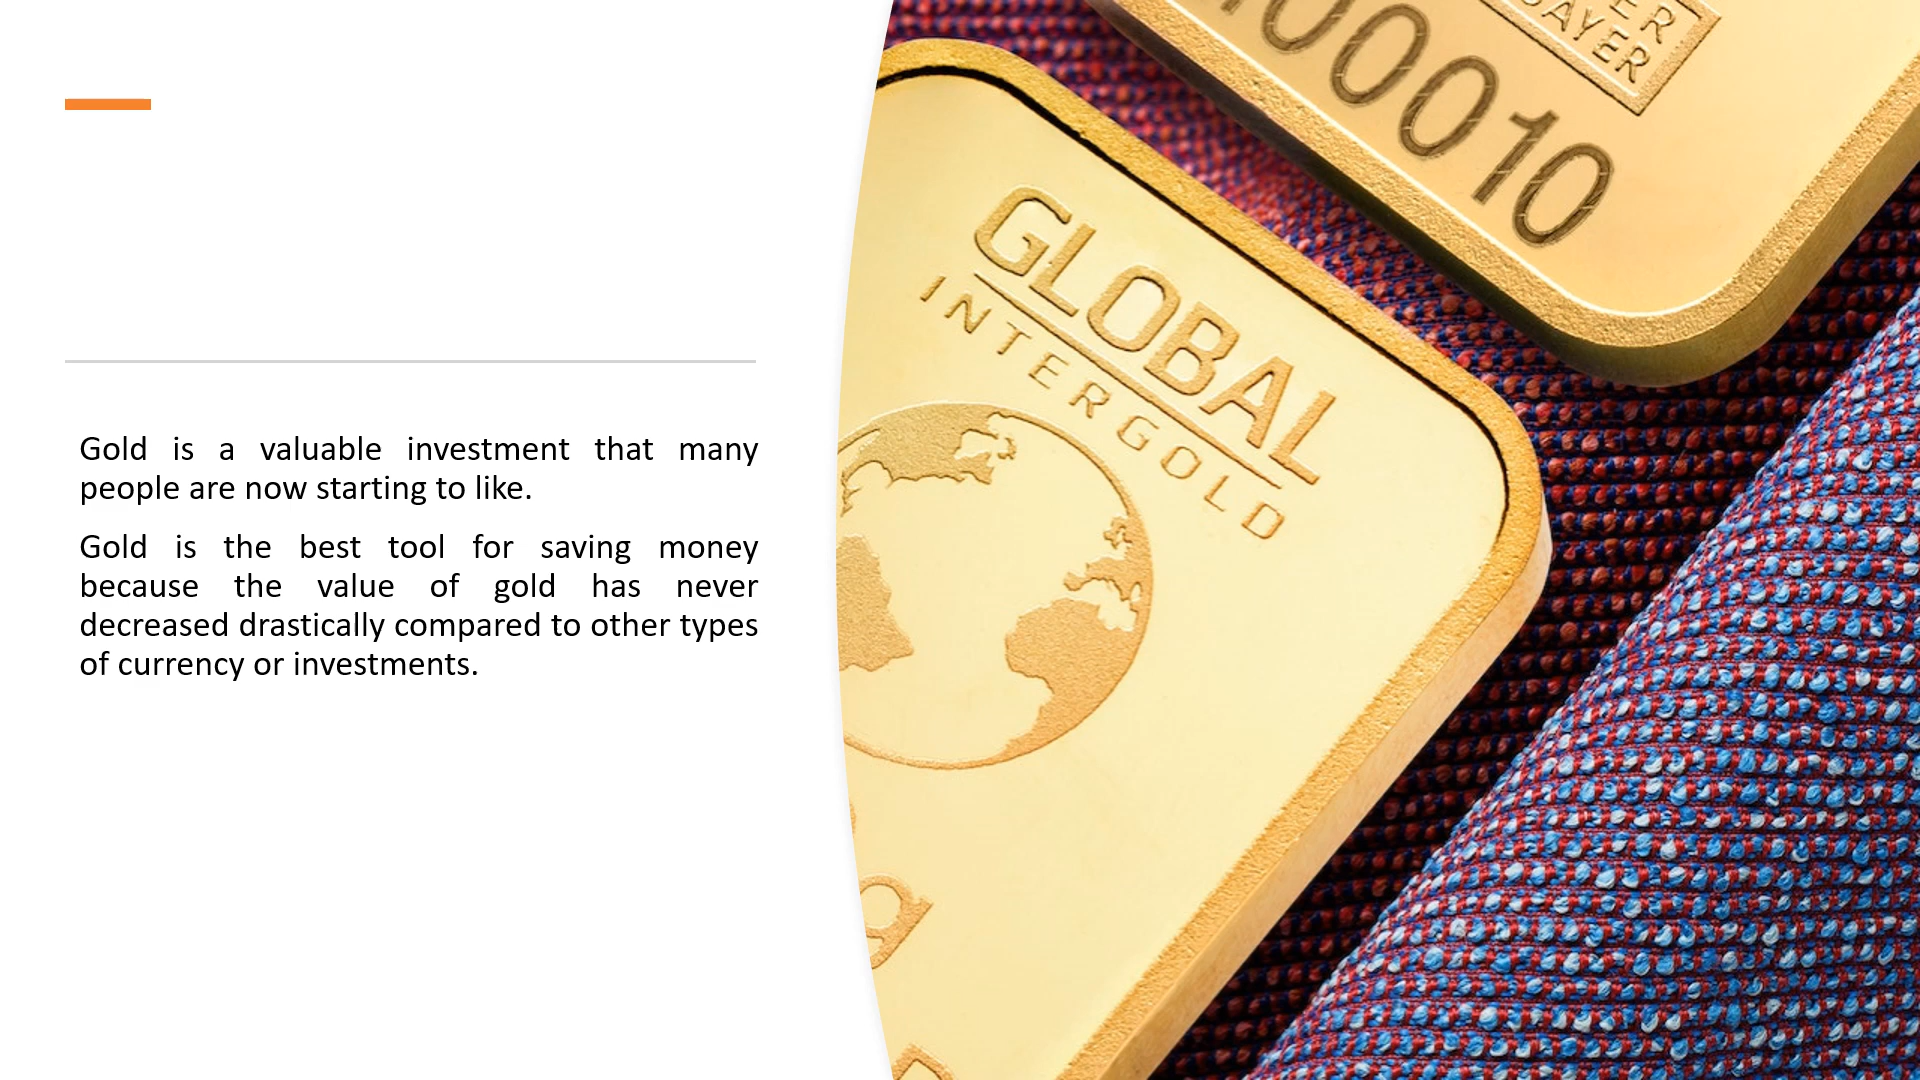 Gold is a valuable investment that many
people are now starting to like.
Gold is the best tool for saving money
because the value of gold has never
decreased drastically compared to other types
of currency or investments.
00010
GLOBAL
INTERGOLD
g